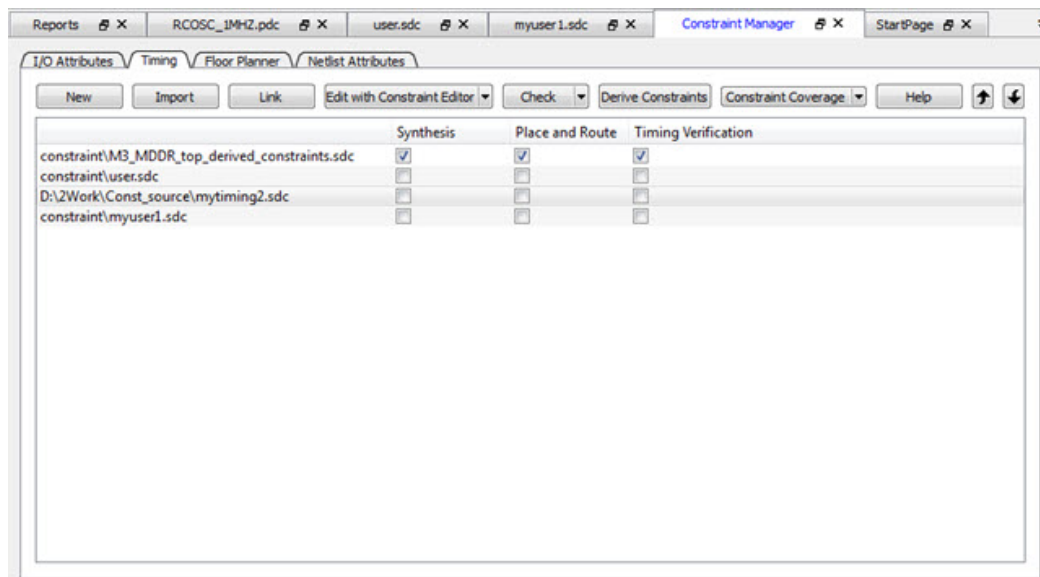 Reports RCOSC_1MHZ.pdc user.sdc myuser1.sdc Constraint Manager StartPage
I/O Attributes Timing Floor Planner Netlist Attributes
New Import Link Edit with Constraint Editor Check Derive Constraints Constraint Coverage Help
Synthesis Place and Route Timing Verification
constraint\M3_MDDR_top_derived_constraints.sdc
constraint\user.sdc
D:\2Work\Const_source\mytiming2.sdc
constraint\myuser1.sdc